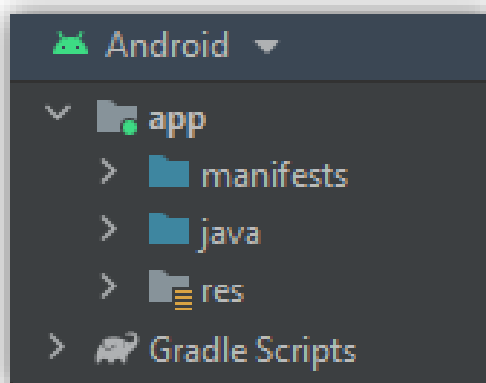 Android
app
manifests
java
res
Gradle Scripts